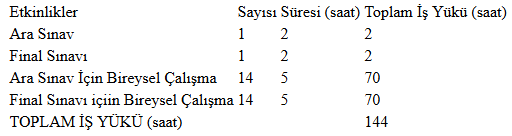 Etkinlikler Sayısı Süresi (saat) Toplam İş Yükü (saat)
Ara Sınav 1 2 2
Final Sınavı 1 2 2
Ara Sınav İçin Bireysel Çalışma 14 5 70
Final Sınavı içiin Bireysel Çalışma 14 5 70
TOPLAM İŞ YÜKÜ (saat) 144